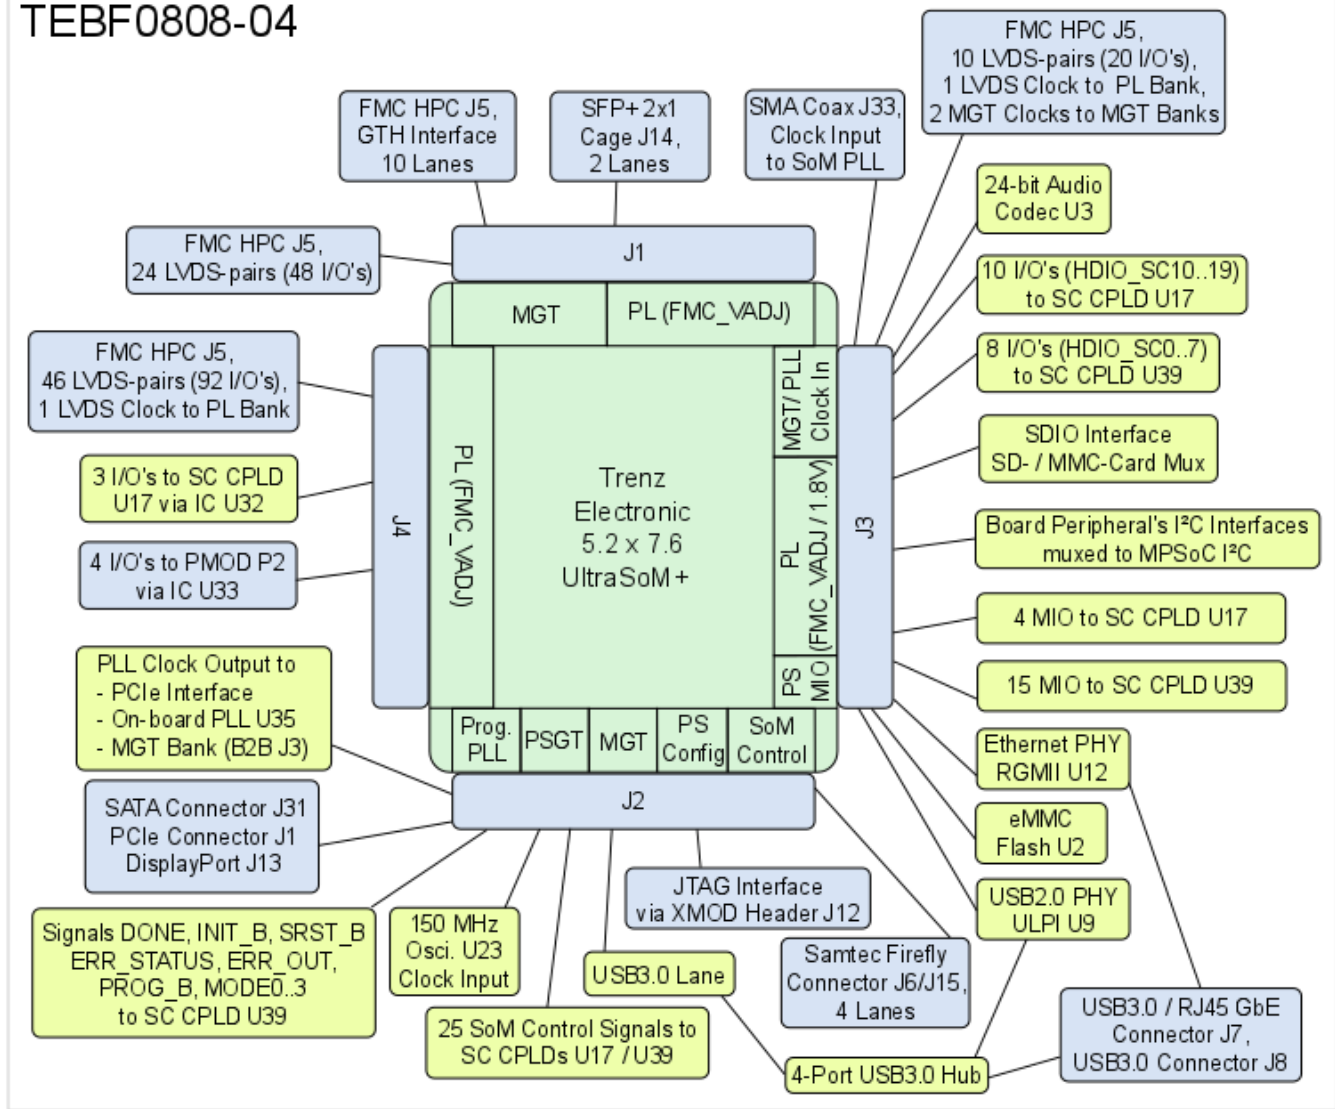 TEBF0808-04
FMC HPC J5,
10 LVDS-pairs (20 I/O's),
1 LVDS Clock to PL Bank,
2 MGT Clocks to MGT Banks
FMC HPC J5,
GTH Interface
10 Lanes
SFP+ 2x1
Cage J14,
2 Lanes
SMA Coax J33,
Clock Input
to SoM PLL
24-bit Audio
Codec U3
FMC HPC J5,
24 LVDS-pairs (48 I/O's)
J1
10 I/O's (HDIO_SC10..19)
to SC CPLD U17
MGT
PL (FMC_VADJ)
FMC HPC J5,
46 LVDS-pairs (92 I/O's),
1 LVDS Clock to PL Bank
8 I/O's (HDIO_SC0..7)
to SC CPLD U39
MGT/ PLL
Clock In
SDIO Interface
SD- / MMC-Card Mux
3 I/O's to SC CPLD
U17 via IC U32
J4
PL (FMC_VADJ)
Trenz
Electronic
5.2 x 7.6
UltraSoM+
PL
(FMC_VADJ / 1.8V)
J3
Board Peripheral's I²C Interfaces
muxed to MPSoC I²C
4 I/O's to PMOD P2
via IC U33
4 MIO to SC CPLD U17
PS
MIO
15 MIO to SC CPLD U39
PLL Clock Output to
- PCIe Interface
- On-board PLL U35
- MGT Bank (B2B J3)
Prog.
PLL
PSGT
MGT
PS
Config
SoM
Control
Ethernet PHY
RGMII U12
J2
SATA Connector J31
PCIe Connector J1
DisplayPort J13
eMMC
Flash U2
JTAG Interface
via XMOD Header J12
USB2.0 PHY
ULPI U9
Signals DONE, INIT_B, SRST_B
ERR_STATUS, ERR_OUT,
PROG_B, MODE0..3
to SC CPLD U39
150 MHz
Osci. U23
Clock Input
USB3.0 Lane
Samtec Firefly
Connector J6/J15,
4 Lanes
25 SoM Control Signals to
SC CPLDs U17 / U39
4-Port USB3.0 Hub
USB3.0 / RJ45 GbE
Connector J7,
USB3.0 Connector J8